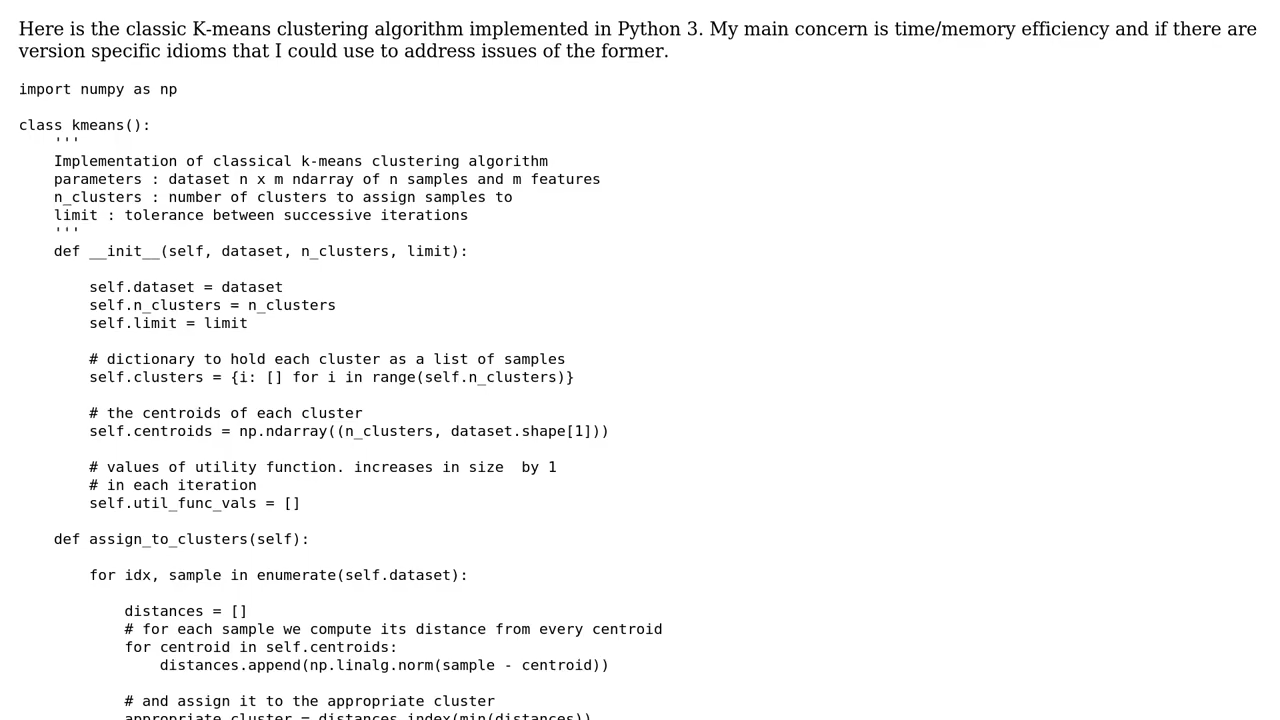 Here is the classic K-means clustering algorithm implemented in Python 3. My main concern is time/memory efficiency and if there are
version specific idioms that I could use to address issues of the former.
import numpy as np
class kmeans():
    '''
    Implementation of classical k-means clustering algorithm
    parameters : dataset n x m ndarray of n samples and m features
    n_clusters : number of clusters to assign samples to
    limit : tolerance between successive iterations
    '''
    def __init__(self, dataset, n_clusters, limit):
        self.dataset = dataset
        self.n_clusters = n_clusters
        self.limit = limit
        # dictionary to hold each cluster as a list of samples
        self.clusters = {i: [] for i in range(self.n_clusters)}
        # the centroids of each cluster
        self.centroids = np.ndarray((n_clusters, dataset.shape[1]))
        # values of utility function. increases in size  by 1
        # in each iteration
        self.util_func_vals = []
    def assign_to_clusters(self):
        for idx, sample in enumerate(self.dataset):
            distances = []
            # for each sample we compute its distance from every centroid
            for centroid in self.centroids:
                distances.append(np.linalg.norm(sample - centroid))
            # and assign it to the appropriate cluster
            appropriate_cluster = distances.index(min(distances))